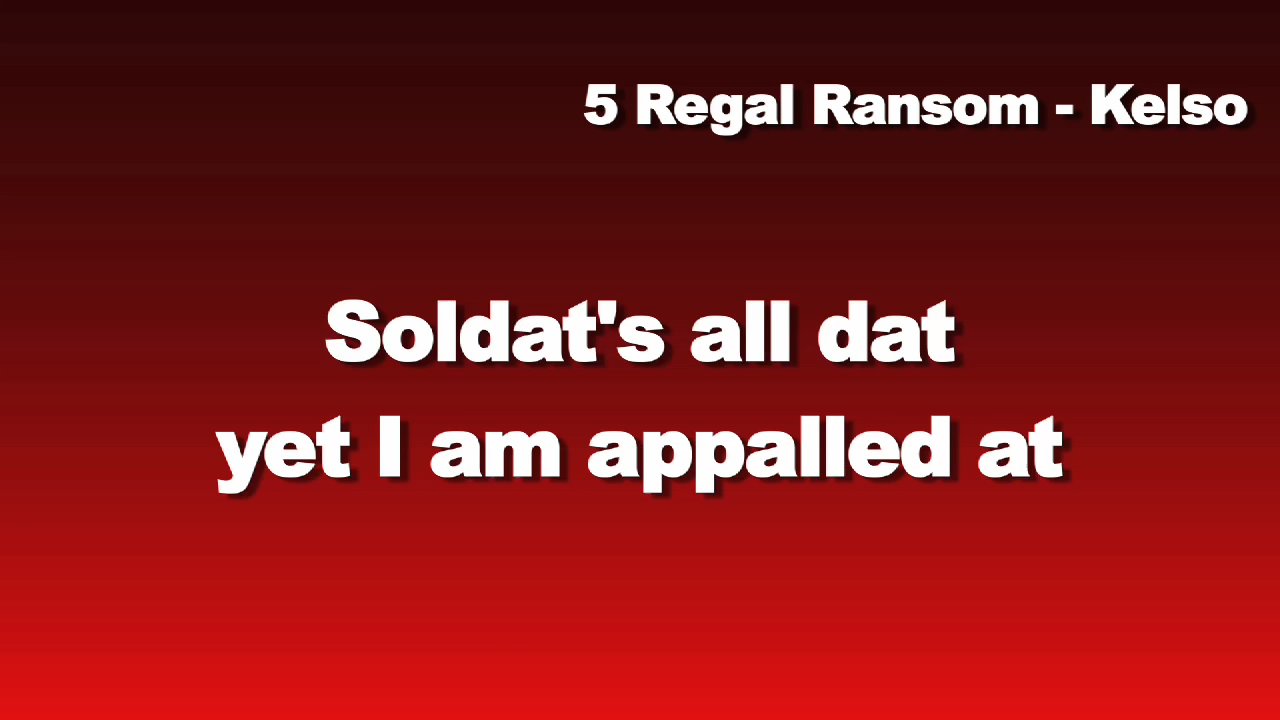 5 Regal Ransom - Kelso
Soldat's all dat
yet I am appalled at